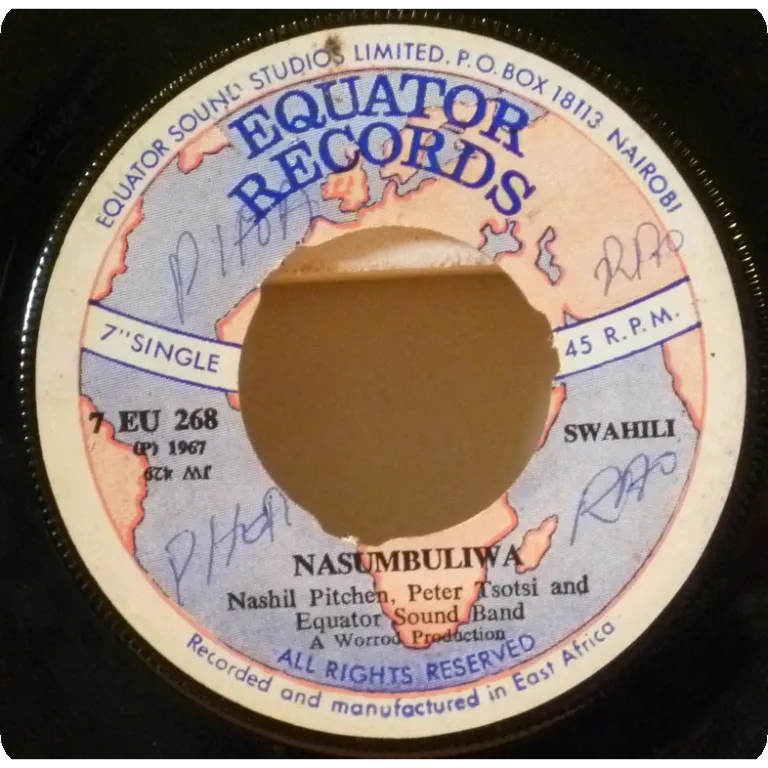 EQUATOR SOUND STUDIOS LIMITED. P.O. BOX 18113 NAIROBI
EQUATOR
RECORDS
7" SINGLE
45 R.P.M.
7 EU 268
(P) 1967
SWAHILI
NASUMBULIWA
Nashil Pitchen, Peter Tsotsi and
Equator Sound Band
A Worrod Production
ALL RIGHTS RESERVED
Recorded and manufactured in East Africa